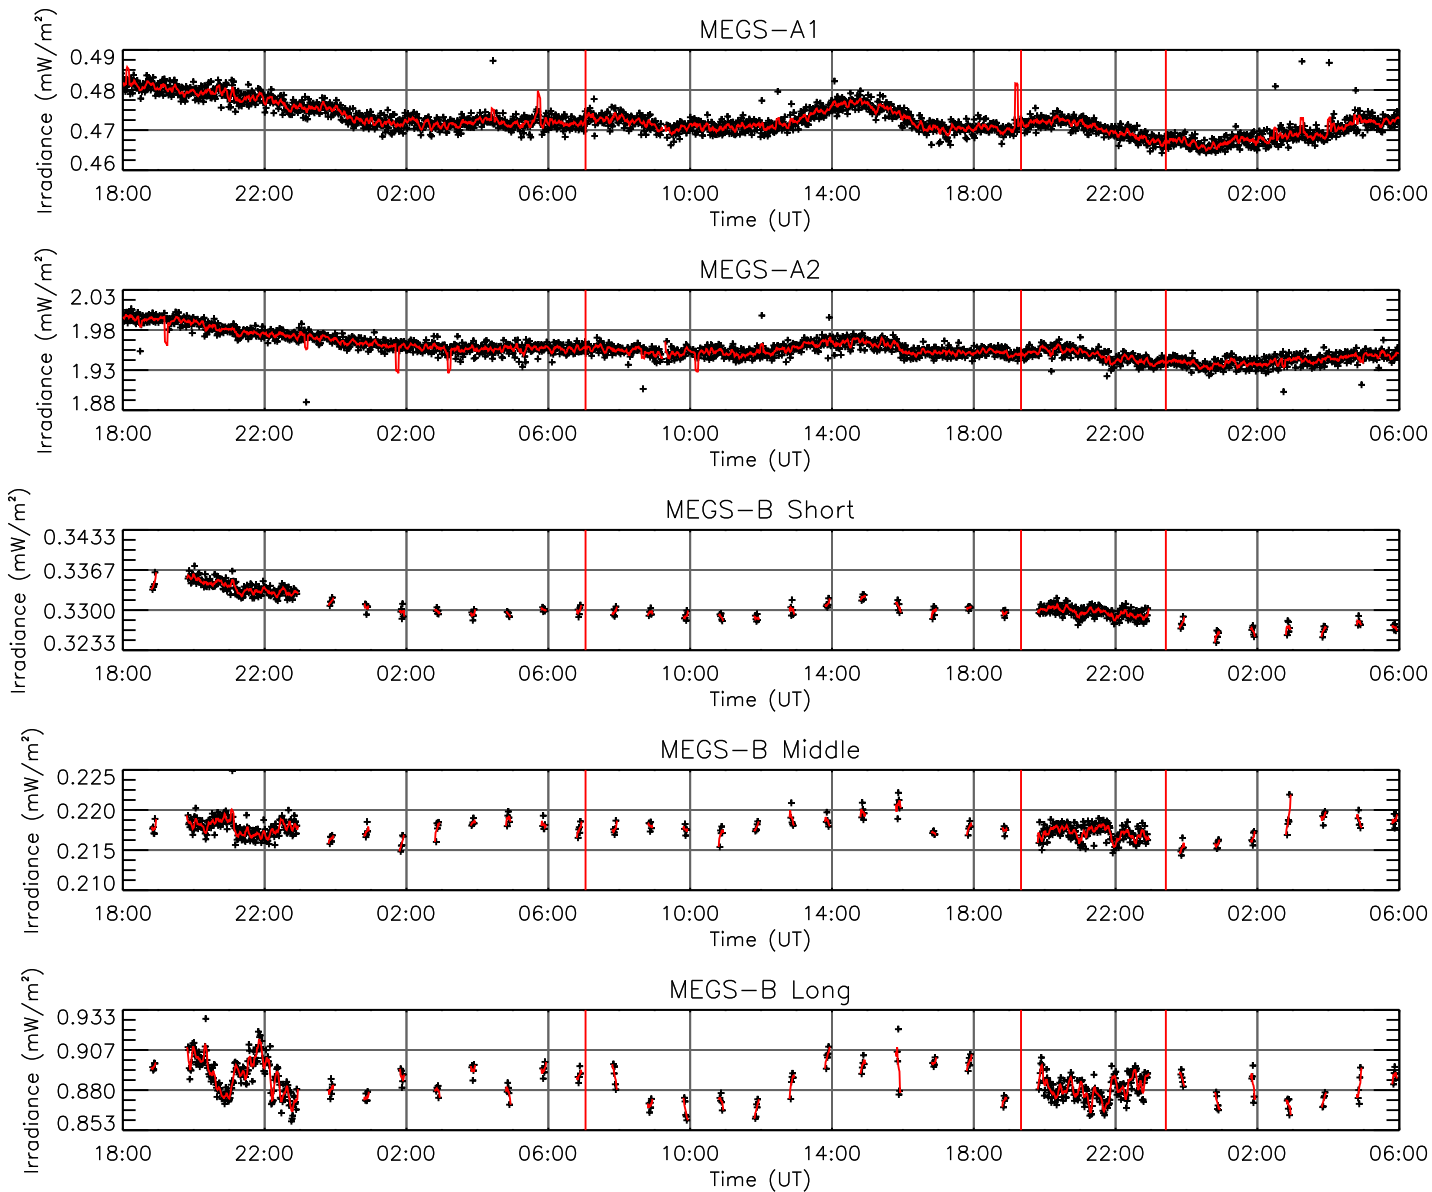 MEGS-A1
Irradiance (mW/m²)
0.49
0.48
0.47
0.46
18:00 22:00 02:00 06:00 10:00 14:00 18:00 22:00 02:00 06:00
Time (UT)
MEGS-A2
Irradiance (mW/m²)
2.03
1.98
1.93
1.88
18:00 22:00 02:00 06:00 10:00 14:00 18:00 22:00 02:00 06:00
Time (UT)
MEGS-B Short
Irradiance (mW/m²)
0.3433
0.3367
0.3300
0.3233
18:00 22:00 02:00 06:00 10:00 14:00 18:00 22:00 02:00 06:00
Time (UT)
MEGS-B Middle
Irradiance (mW/m²)
0.225
0.220
0.215
0.210
18:00 22:00 02:00 06:00 10:00 14:00 18:00 22:00 02:00 06:00
Time (UT)
MEGS-B Long
Irradiance (mW/m²)
0.933
0.907
0.880
0.853
18:00 22:00 02:00 06:00 10:00 14:00 18:00 22:00 02:00 06:00
Time (UT)